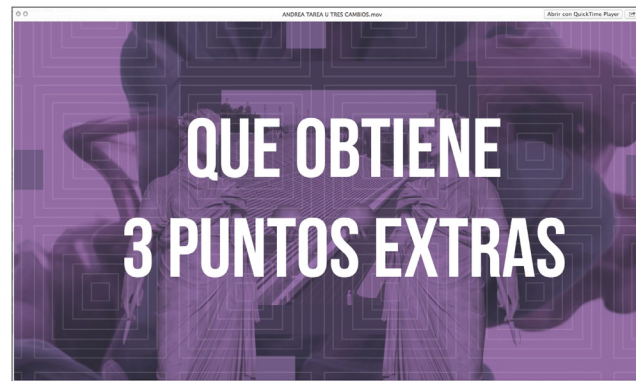 ANDREA TAREA U TRES CAMBIOS.mov
Abrir con QuickTime Player
QUE OBTIENE
3 PUNTOS EXTRAS